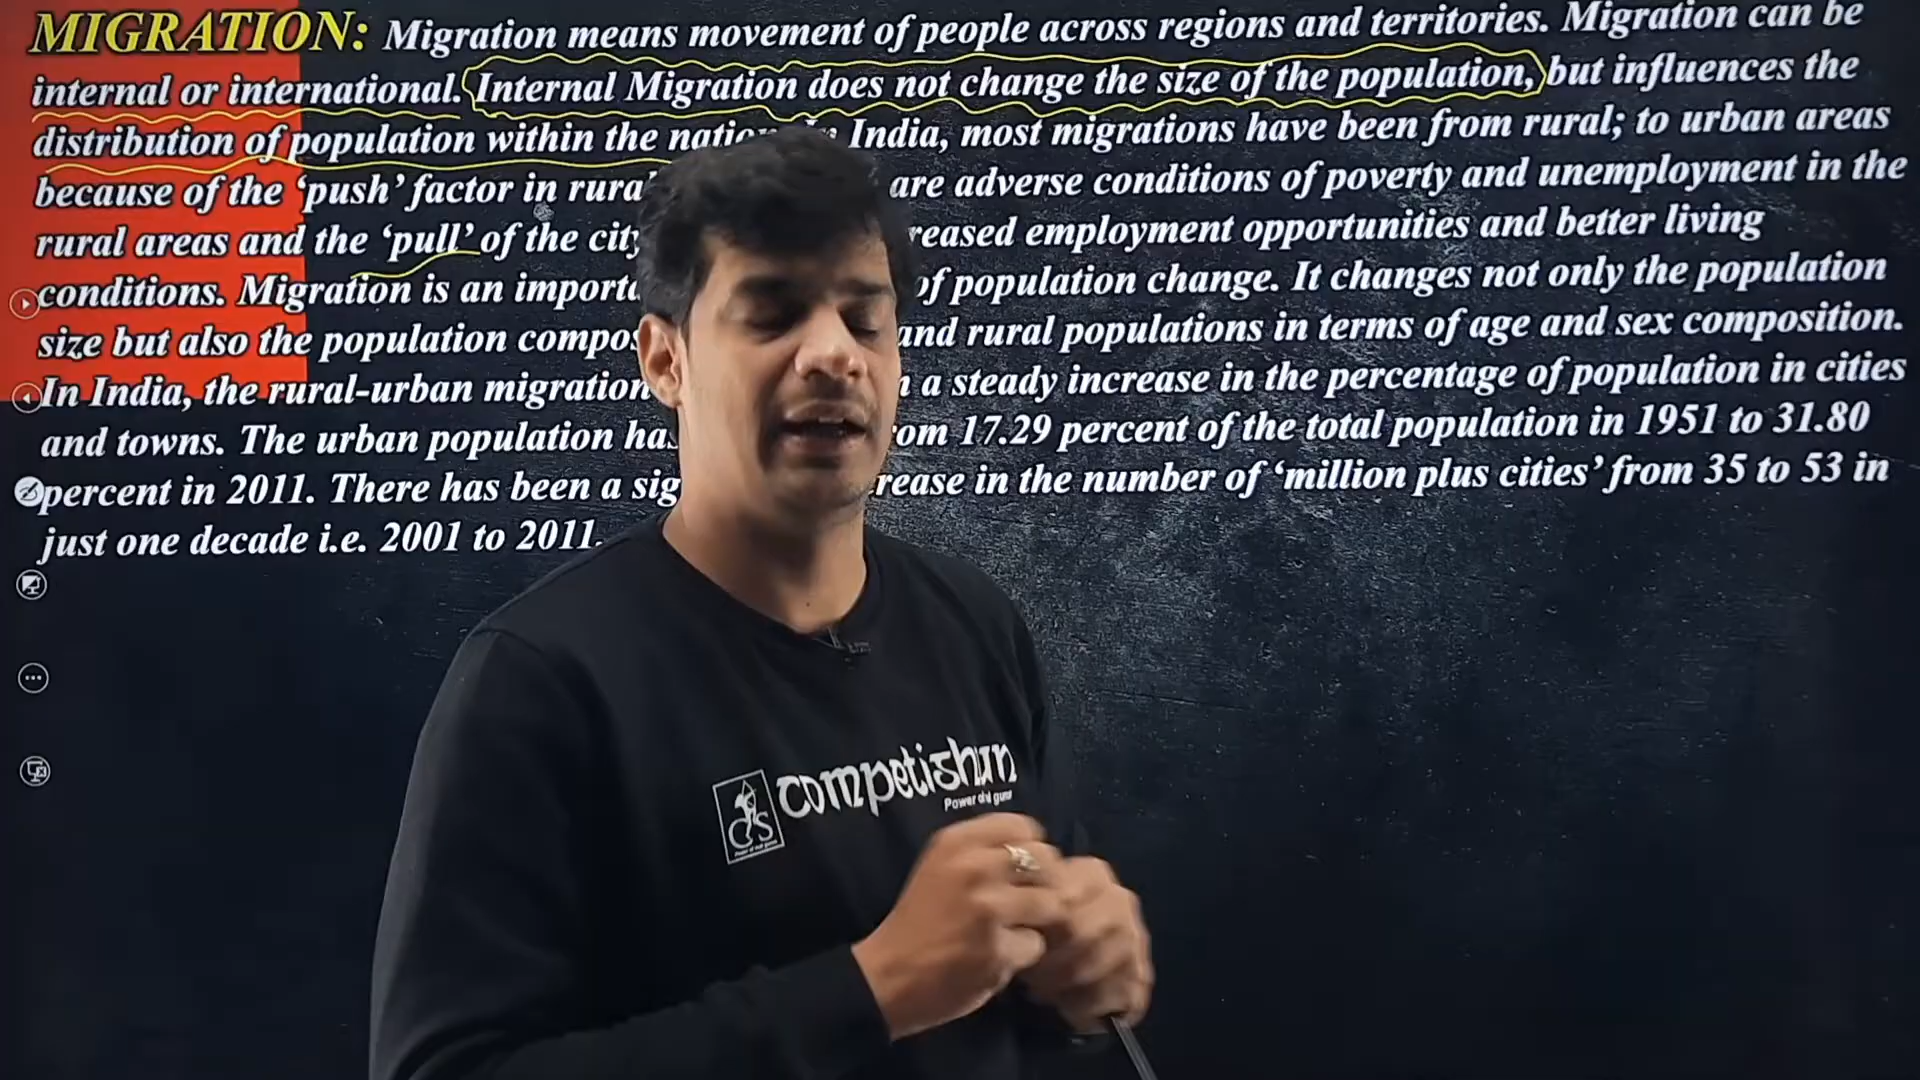 MIGRATION: Migration means movement of people across regions and territories. Migration can be
internal or international. Internal Migration does not change the size of the population, but influences the
distribution of population within the India, most migrations have been from rural; to urban areas
because of the ‘push’ factor in are adverse conditions of poverty and unemployment in the
rural areas and the ‘pull’ of the employment opportunities and better living
conditions. Migration is an of population change. It changes not only the population
size but also the population and rural populations in terms of age and sex composition.
In India, the rural-urban migration a steady increase in the percentage of population in cities
and towns. The urban population 17.29 percent of the total population in 1951 to 31.80
percent in 2011. There has been a in the number of ‘million plus cities’ from 35 to 53 in
just one decade i.e. 2001 to 2011.
competishun
CS